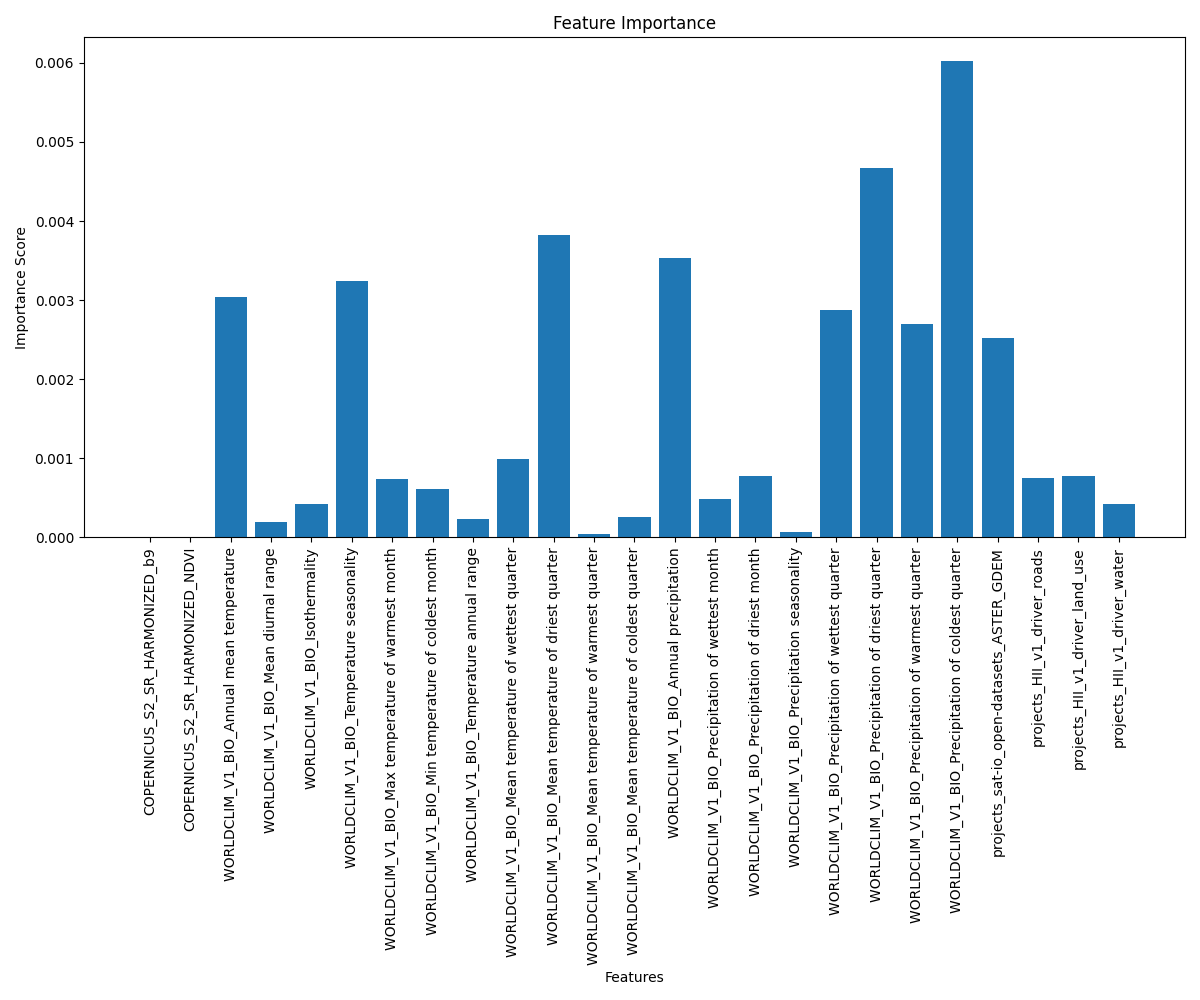 Feature Importance
Importance Score
0.006
0.005
0.004
0.003
0.002
0.001
0.000
COPERNICUS_S2_SR_HARMONIZED_b9
COPERNICUS_S2_SR_HARMONIZED_NDVI
WORLDCLIM_V1_BIO_Annual mean temperature
WORLDCLIM_V1_BIO_Mean diurnal range
WORLDCLIM_V1_BIO_Isothermality
WORLDCLIM_V1_BIO_Temperature seasonality
WORLDCLIM_V1_BIO_Max temperature of warmest month
WORLDCLIM_V1_BIO_Min temperature of coldest month
WORLDCLIM_V1_BIO_Temperature annual range
WORLDCLIM_V1_BIO_Mean temperature of wettest quarter
WORLDCLIM_V1_BIO_Mean temperature of driest quarter
WORLDCLIM_V1_BIO_Mean temperature of warmest quarter
WORLDCLIM_V1_BIO_Mean temperature of coldest quarter
WORLDCLIM_V1_BIO_Annual precipitation
WORLDCLIM_V1_BIO_Precipitation of wettest month
WORLDCLIM_V1_BIO_Precipitation of driest month
WORLDCLIM_V1_BIO_Precipitation seasonality
WORLDCLIM_V1_BIO_Precipitation of wettest quarter
WORLDCLIM_V1_BIO_Precipitation of driest quarter
WORLDCLIM_V1_BIO_Precipitation of warmest quarter
WORLDCLIM_V1_BIO_Precipitation of coldest quarter
projects_sat-io_open-datasets_ASTER_GDEM
projects_HII_v1_driver_roads
projects_HII_v1_driver_land_use
projects_HII_v1_driver_water
Features